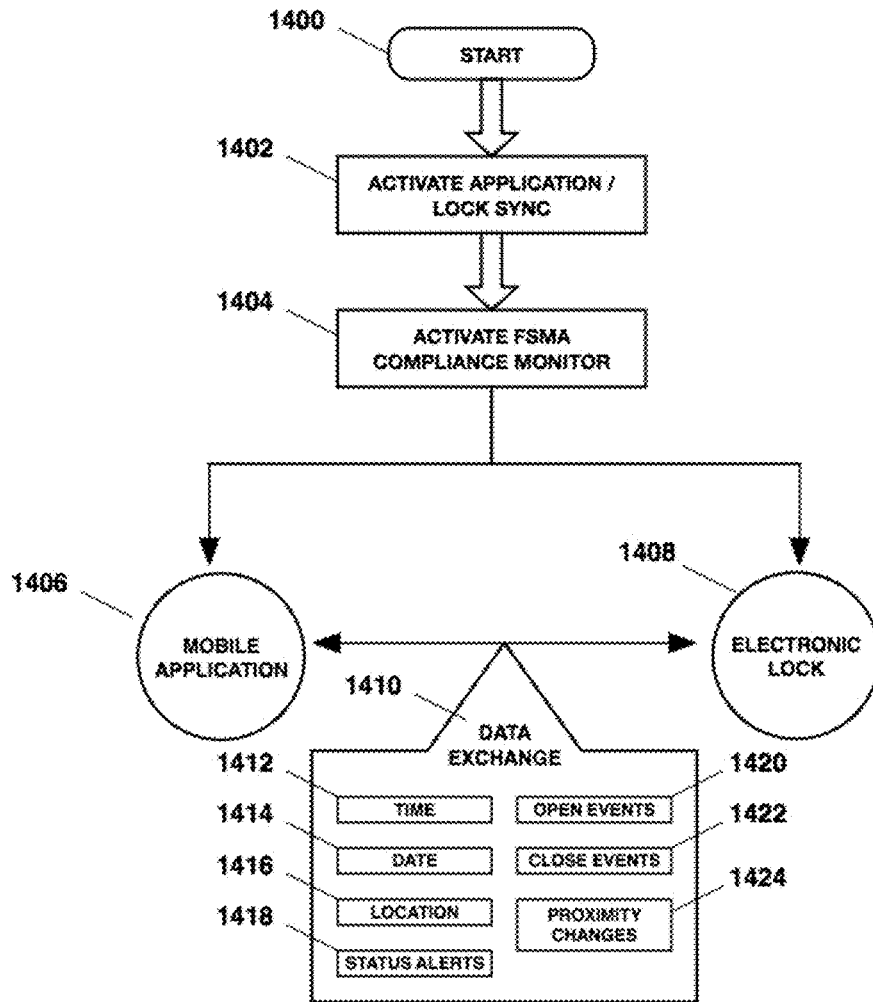 1400
START
1402
ACTIVATE APPLICATION /
LOCK SYNC
1404
ACTIVATE FSMA
COMPLIANCE MONITOR
1406
MOBILE
APPLICATION
1408
ELECTRONIC
LOCK
1410
DATA
EXCHANGE
1412
TIME
1414
DATE
1416
LOCATION
1418
STATUS ALERTS
1420
OPEN EVENTS
1422
CLOSE EVENTS
1424
PROXIMITY
CHANGES